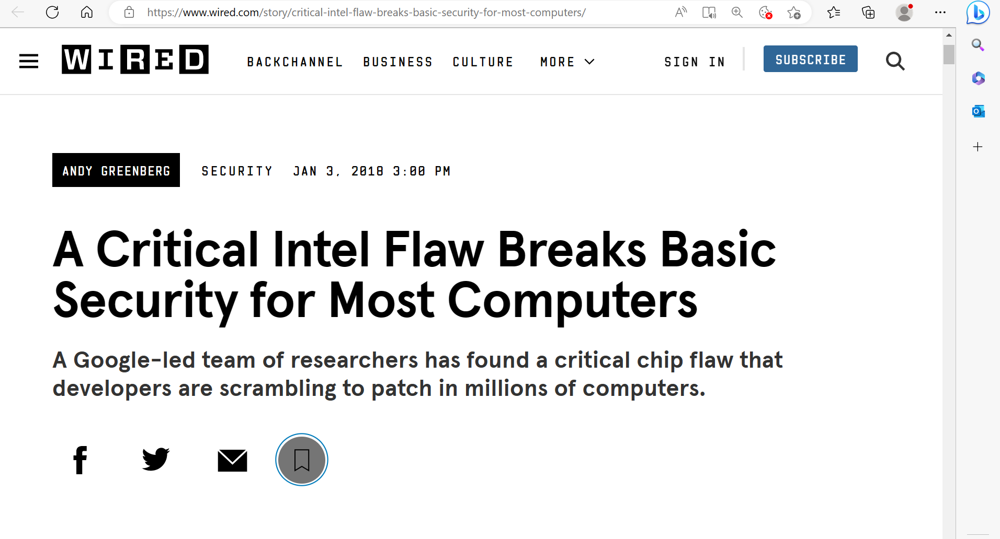 https://www.wired.com/story/critical-intel-flaw-breaks-basic-security-for-most-computers/
WIRED BACKCHANNEL BUSINESS CULTURE MORE SIGN IN SUBSCRIBE
ANDY GREENBERG SECURITY JAN 3, 2018 3:00 PM
A Critical Intel Flaw Breaks Basic
Security for Most Computers
A Google-led team of researchers has found a critical chip flaw that
developers are scrambling to patch in millions of computers.